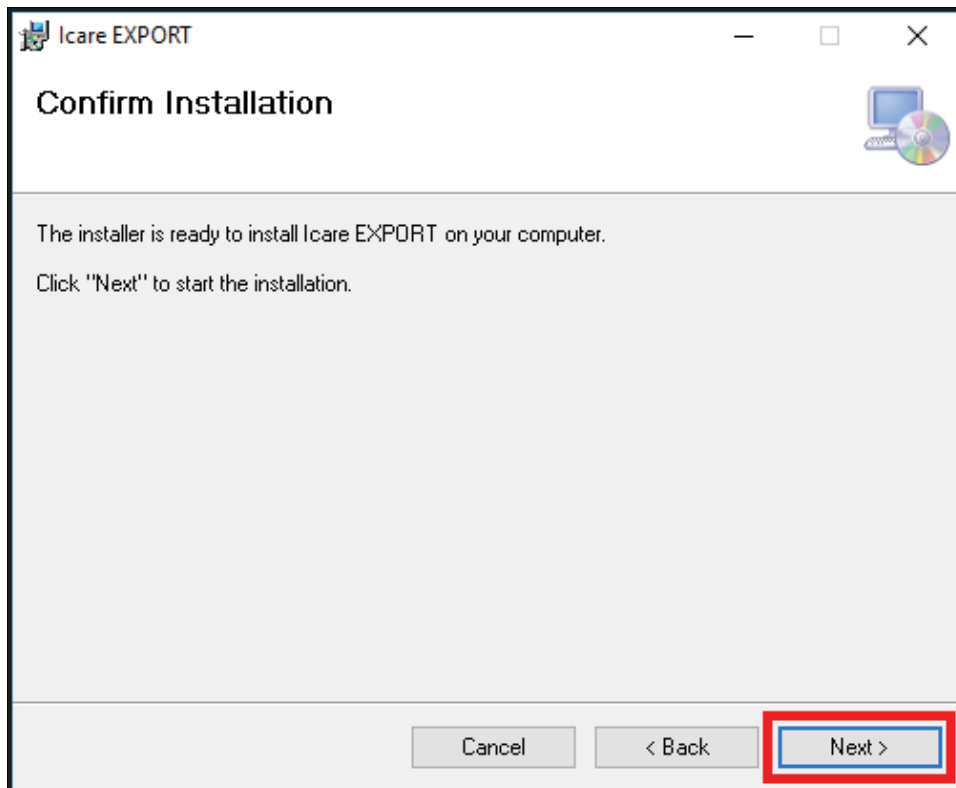 Icare EXPORT
Confirm Installation
The installer is ready to install Icare EXPORT on your computer.
Click "Next" to start the installation.
Cancel
< Back
Next >